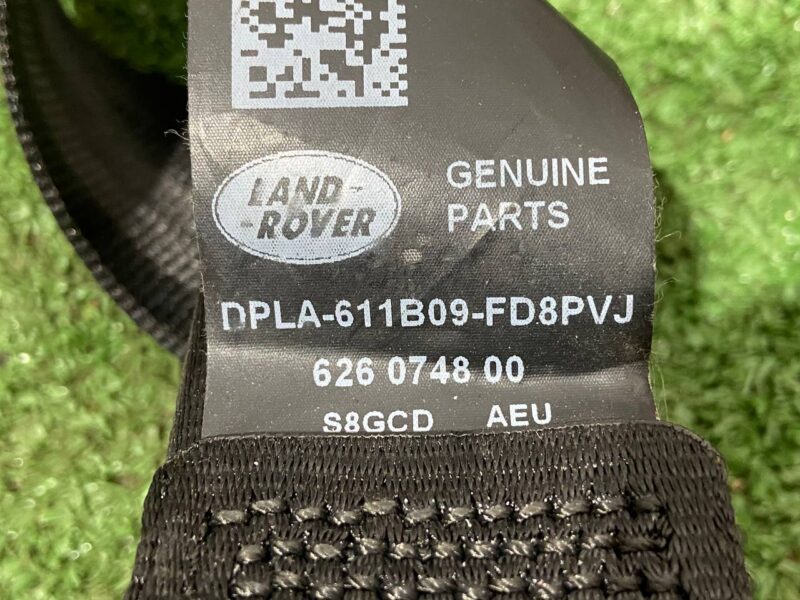 LAND-
-ROVER
GENUINE
PARTS
DPLA-611B09-FD8PVJ
626 0748 00
S8GCD AEU